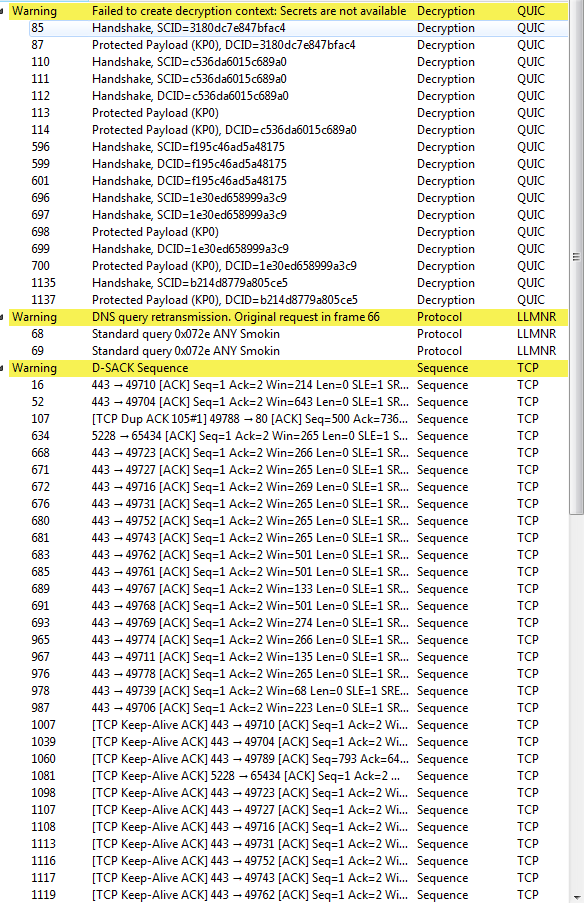 Warning Failed to create decryption context: Secrets are not available Decryption QUIC
85 Handshake, SCID=3180dc7e847bfac4 Decryption QUIC
87 Protected Payload (KP0), DCID=3180dc7e847bfac4 Decryption QUIC
110 Handshake, SCID=c536da6015c689a0 Decryption QUIC
111 Handshake, SCID=c536da6015c689a0 Decryption QUIC
112 Handshake, DCID=c536da6015c689a0 Decryption QUIC
113 Protected Payload (KP0) Decryption QUIC
114 Protected Payload (KP0), DCID=c536da6015c689a0 Decryption QUIC
596 Handshake, SCID=f195c46ad5a48175 Decryption QUIC
599 Handshake, DCID=f195c46ad5a48175 Decryption QUIC
601 Handshake, DCID=f195c46ad5a48175 Decryption QUIC
696 Handshake, SCID=1e30ed658999a3c9 Decryption QUIC
697 Handshake, SCID=1e30ed658999a3c9 Decryption QUIC
698 Protected Payload (KP0) Decryption QUIC
699 Handshake, DCID=1e30ed658999a3c9 Decryption QUIC
700 Protected Payload (KP0), DCID=1e30ed658999a3c9 Decryption QUIC
1135 Handshake, SCID=b214d8779a805ce5 Decryption QUIC
1137 Protected Payload (KP0), DCID=b214d8779a805ce5 Decryption QUIC
Warning DNS query retransmission. Original request in frame 66 Protocol LLMNR
68 Standard query 0x072e ANY Smokin Protocol LLMNR
69 Standard query 0x072e ANY Smokin Protocol LLMNR
Warning D-SACK Sequence Sequence TCP
16 443 → 49710 [ACK] Seq=1 Ack=2 Win=214 Len=0 SLE=1 SR... Sequence TCP
52 443 → 49704 [ACK] Seq=1 Ack=2 Win=643 Len=0 SLE=1 SR... Sequence TCP
107 [TCP Dup ACK 105#1] 49788 → 80 [ACK] Seq=500 Ack=736... Sequence TCP
634 5228 → 65434 [ACK] Seq=1 Ack=2 Win=265 Len=0 SLE=1 S... Sequence TCP
668 443 → 49723 [ACK] Seq=1 Ack=2 Win=266 Len=0 SLE=1 SR... Sequence TCP
671 443 → 49727 [ACK] Seq=1 Ack=2 Win=265 Len=0 SLE=1 SR... Sequence TCP
672 443 → 49716 [ACK] Seq=1 Ack=2 Win=269 Len=0 SLE=1 SR... Sequence TCP
676 443 → 49731 [ACK] Seq=1 Ack=2 Win=265 Len=0 SLE=1 SR... Sequence TCP
680 443 → 49752 [ACK] Seq=1 Ack=2 Win=265 Len=0 SLE=1 SR... Sequence TCP
681 443 → 49743 [ACK] Seq=1 Ack=2 Win=265 Len=0 SLE=1 SR... Sequence TCP
683 443 → 49762 [ACK] Seq=1 Ack=2 Win=501 Len=0 SLE=1 SR... Sequence TCP
685 443 → 49761 [ACK] Seq=1 Ack=2 Win=501 Len=0 SLE=1 SR... Sequence TCP
689 443 → 49767 [ACK] Seq=1 Ack=2 Win=133 Len=0 SLE=1 SR... Sequence TCP
691 443 → 49768 [ACK] Seq=1 Ack=2 Win=501 Len=0 SLE=1 SR... Sequence TCP
693 443 → 49769 [ACK] Seq=1 Ack=2 Win=274 Len=0 SLE=1 SR... Sequence TCP
965 443 → 49774 [ACK] Seq=1 Ack=2 Win=266 Len=0 SLE=1 SR... Sequence TCP
967 443 → 49711 [ACK] Seq=1 Ack=2 Win=135 Len=0 SLE=1 SR... Sequence TCP
976 443 → 49778 [ACK] Seq=1 Ack=2 Win=265 Len=0 SLE=1 SR... Sequence TCP
978 443 → 49739 [ACK] Seq=1 Ack=2 Win=68 Len=0 SLE=1 SRE... Sequence TCP
987 443 → 49706 [ACK] Seq=1 Ack=2 Win=223 Len=0 SLE=1 SR... Sequence TCP
1007 [TCP Keep-Alive ACK] 443 → 49710 [ACK] Seq=1 Ack=2 Wi... Sequence TCP
1039 [TCP Keep-Alive ACK] 443 → 49704 [ACK] Seq=1 Ack=2 Wi... Sequence TCP
1060 [TCP Keep-Alive ACK] 443 → 49789 [ACK] Seq=793 Ack=64... Sequence TCP
1081 [TCP Keep-Alive ACK] 5228 → 65434 [ACK] Seq=1 Ack=2 ... Sequence TCP
1098 [TCP Keep-Alive ACK] 443 → 49723 [ACK] Seq=1 Ack=2 Wi... Sequence TCP
1107 [TCP Keep-Alive ACK] 443 → 49727 [ACK] Seq=1 Ack=2 Wi... Sequence TCP
1108 [TCP Keep-Alive ACK] 443 → 49716 [ACK] Seq=1 Ack=2 Wi... Sequence TCP
1113 [TCP Keep-Alive ACK] 443 → 49731 [ACK] Seq=1 Ack=2 Wi... Sequence TCP
1116 [TCP Keep-Alive ACK] 443 → 49752 [ACK] Seq=1 Ack=2 Wi... Sequence TCP
1117 [TCP Keep-Alive ACK] 443 → 49743 [ACK] Seq=1 Ack=2 Wi... Sequence TCP
1119 [TCP Keep-Alive ACK] 443 → 49762 [ACK] Seq=1 Ack=2 Wi... Sequence TCP